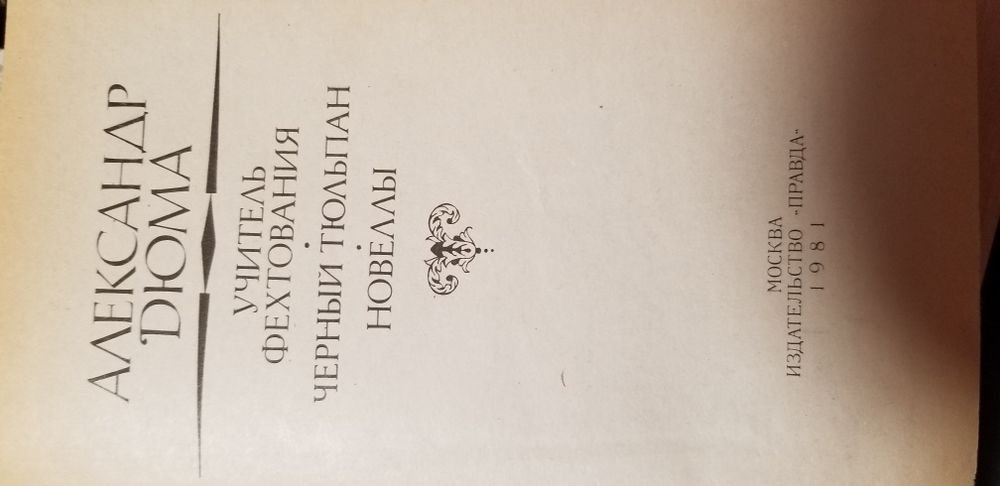 АЛЕКСАНДР
ДЮМА
УЧИТЕЛЬ
ФЕХТОВАНИЯ
ЧЕРНЫЙ ТЮЛЬПАН
НОВЕЛЛЫ
МОСКВА
ИЗДАТЕЛЬСТВО «ПРАВДА»
1981